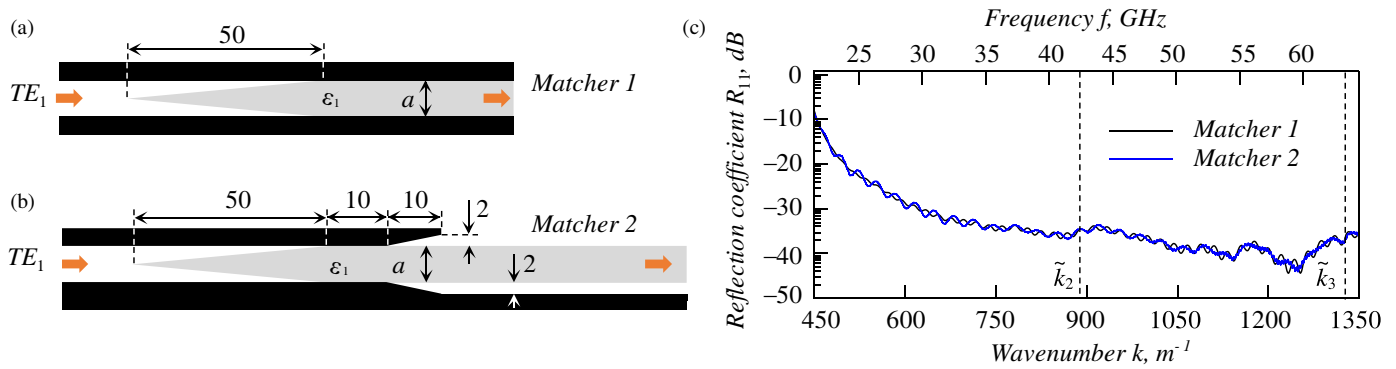 (a)
50
TE₁
ε₁
a
Matcher 1
(b)
50
10
10
2
Matcher 2
TE₁
ε₁
a
2
(c)
Frequency f, GHz
25 30 35 40 45 50 55 60
Reflection coefficient R₁₁, dB
0
–10
–20
–30
–40
–50
Matcher 1
Matcher 2
k̃₂
k̃₃
450 600 750 900 1050 1200 1350
Wavenumber k, m⁻¹